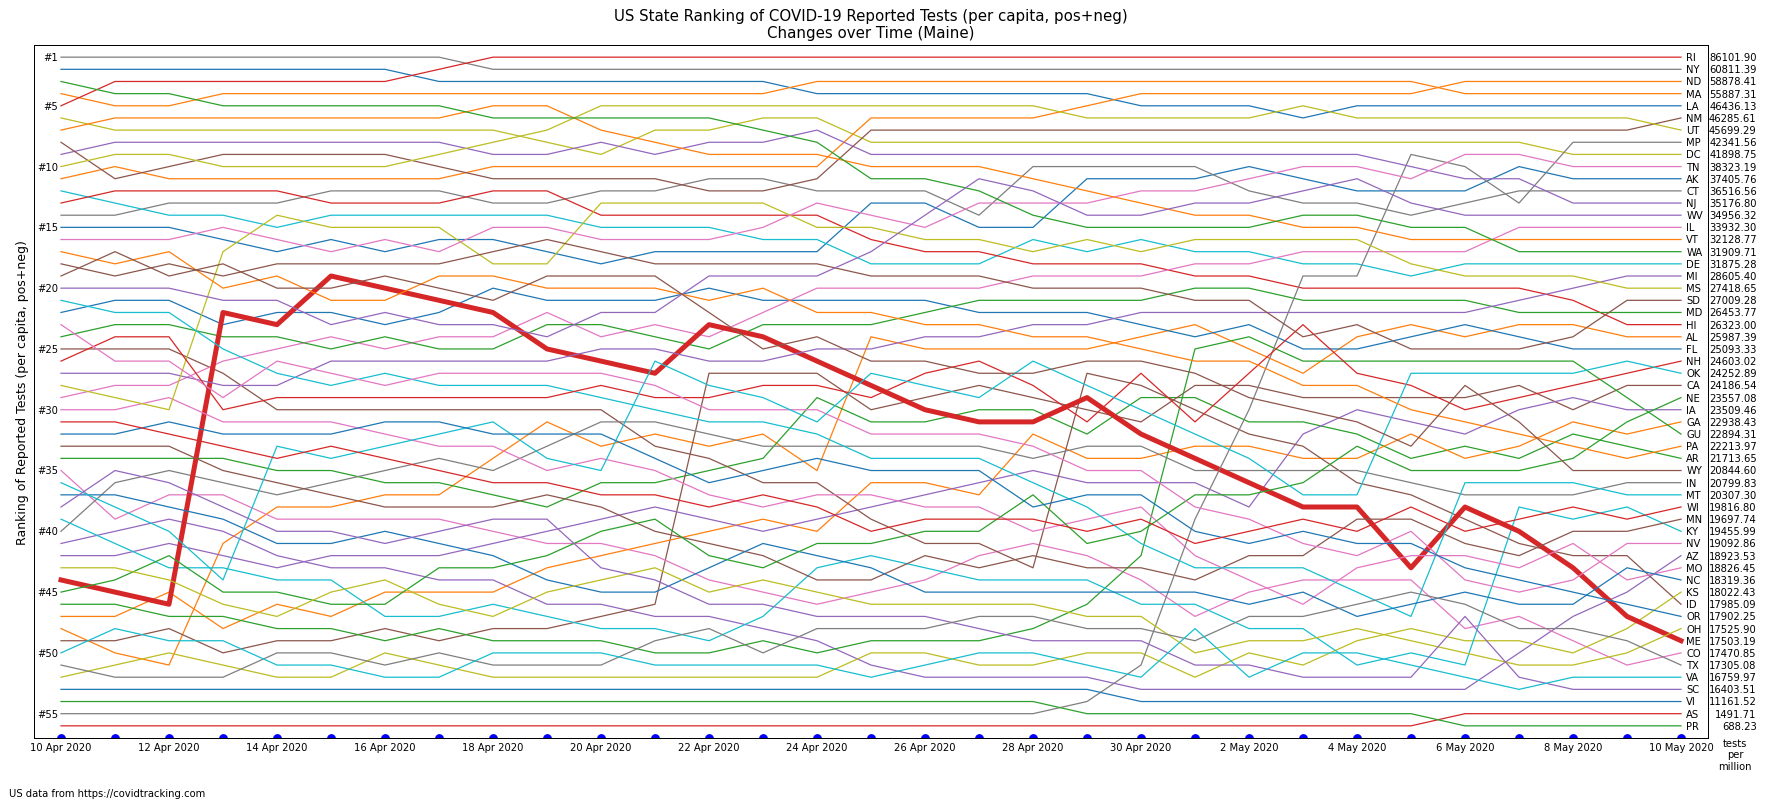 US State Ranking of COVID-19 Reported Tests (per capita, pos+neg)
Changes over Time (Maine)
Ranking of Reported Tests (per capita, pos+neg)
#1
#5
#10
#15
#20
#25
#30
#35
#40
#45
#50
#55
RI 86101.90
NY 60811.39
ND 58878.41
MA 55887.31
LA 46436.13
NM 46285.61
UT 45699.29
MP 42341.56
DC 41898.75
TN 38323.19
AK 37405.76
CT 36516.56
NJ 35176.80
WV 34956.32
IL 33932.30
VT 32128.77
WA 31909.71
DE 31875.28
MI 28605.40
MS 27418.65
SD 27009.28
MD 26453.77
HI 26323.00
AL 25987.39
FL 25093.33
NH 24603.02
OK 24252.89
CA 24186.54
NE 23557.08
IA 23509.46
GA 22938.43
GU 22894.31
PA 22213.97
AR 21713.65
WY 20844.60
IN 20799.83
MT 20307.30
WI 19816.80
MN 19697.74
KY 19455.99
NV 19092.86
AZ 18923.53
MO 18826.45
NC 18319.36
KS 18022.43
ID 17985.09
OR 17902.25
OH 17525.90
ME 17503.19
CO 17470.85
TX 17305.08
VA 16759.97
SC 16403.51
VI 11161.52
AS 1491.71
PR 688.23
10 Apr 2020 12 Apr 2020 14 Apr 2020 16 Apr 2020 18 Apr 2020 20 Apr 2020 22 Apr 2020 24 Apr 2020 26 Apr 2020 28 Apr 2020 30 Apr 2020 2 May 2020 4 May 2020 6 May 2020 8 May 2020 10 May 2020
tests
per
million
US data from https://covidtracking.com